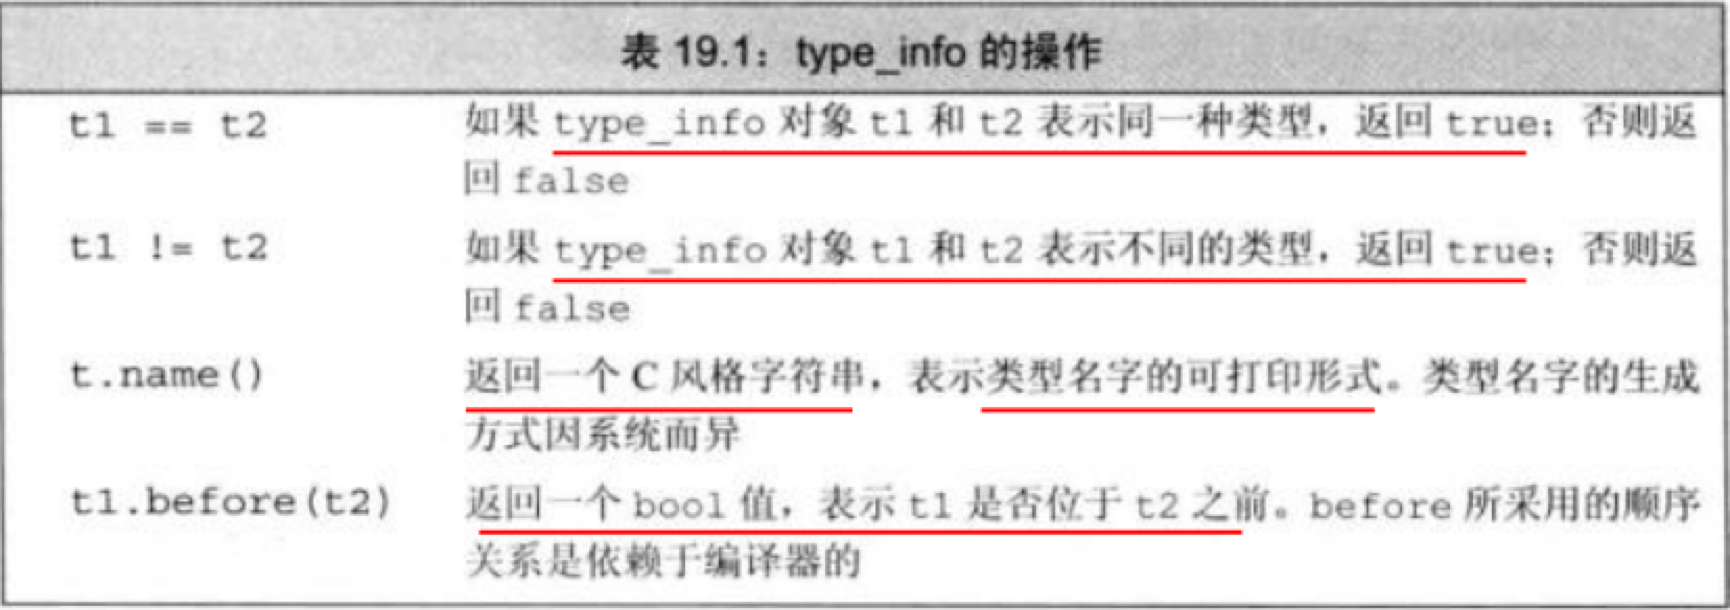 表 19.1：type_info 的操作
t1 == t2 如果 type_info 对象 t1 和 t2 表示同一种类型，返回 true；否则返
回 false
t1 != t2 如果 type_info 对象 t1 和 t2 表示不同的类型，返回 true；否则返
回 false
t.name() 返回一个 C 风格字符串，表示类型名字的可打印形式。类型名字的生成
方式因系统而异
t1.before(t2) 返回一个 bool 值，表示 t1 是否位于 t2 之前。before 所采用的顺序
关系是依赖于编译器的